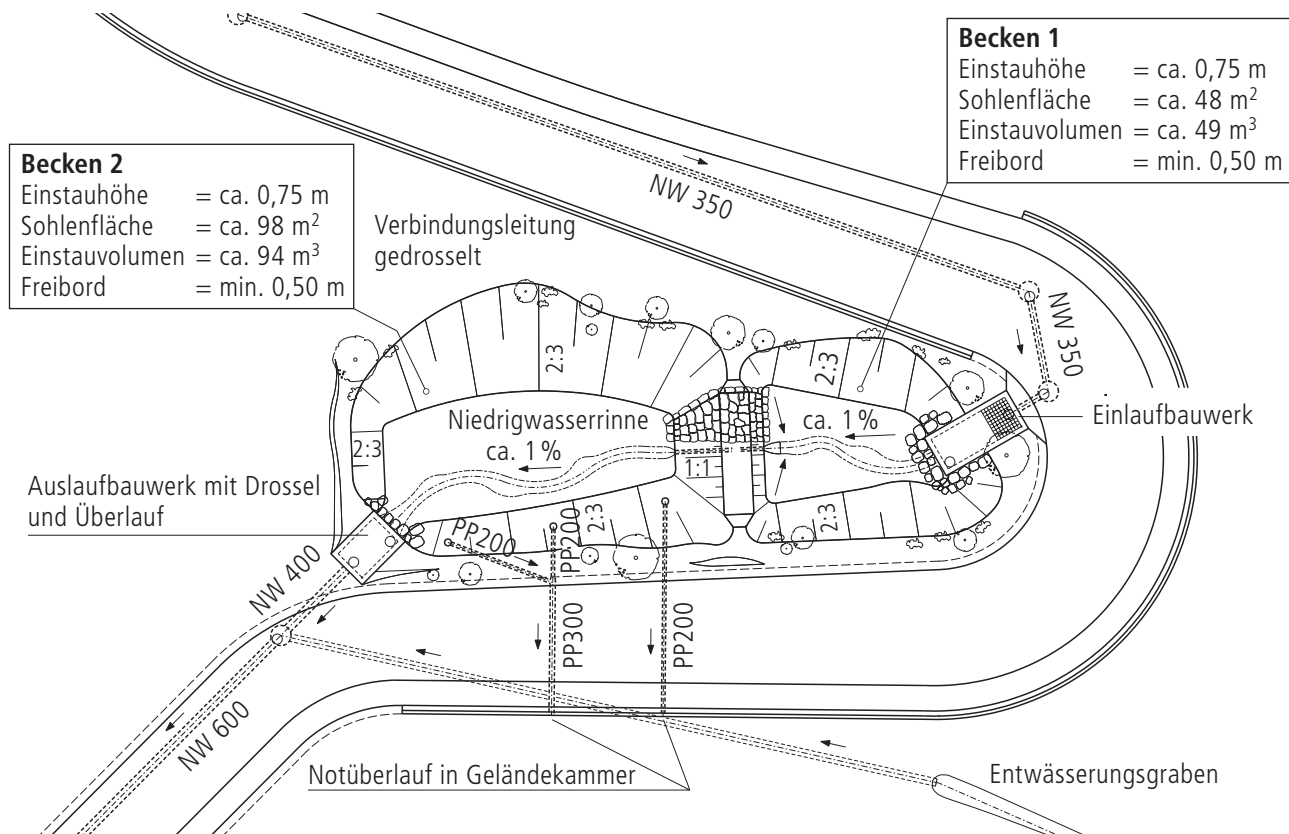 Becken 1
Einstauhöhe = ca. 0,75 m
Sohlenfläche = ca. 48 m²
Einstauvolumen = ca. 49 m³
Freibord = min. 0,50 m
Becken 2
Einstauhöhe = ca. 0,75 m
Sohlenfläche = ca. 98 m²
Einstauvolumen = ca. 94 m³
Freibord = min. 0,50 m
Verbindungsleitung
gedrosselt
NW 350
NW 350
2:3
2:3
Niedrigwasserrinne
ca. 1 %
ca. 1 %
Einlaufbauwerk
2:3
1:1
Auslaufbauwerk mit Drossel
und Überlauf
PP200
PP200
2:3
2:3
NW 400
PP300
PP200
NW 600
Notüberlauf in Geländekammer
Entwässerungsgraben